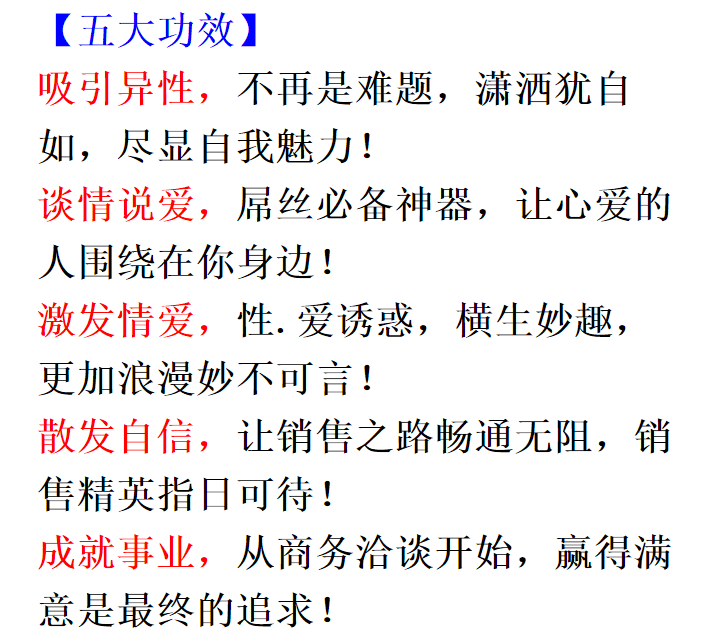 【五大功效】
吸引异性，不再是难题，潇洒犹自
如，尽显自我魅力！
谈情说爱，屌丝必备神器，让心爱的
人围绕在你身边！
激发情爱，性.爱诱惑，横生妙趣，
更加浪漫妙不可言！
散发自信，让销售之路畅通无阻，销
售精英指日可待！
成就事业，从商务洽谈开始，赢得满
意是最终的追求！